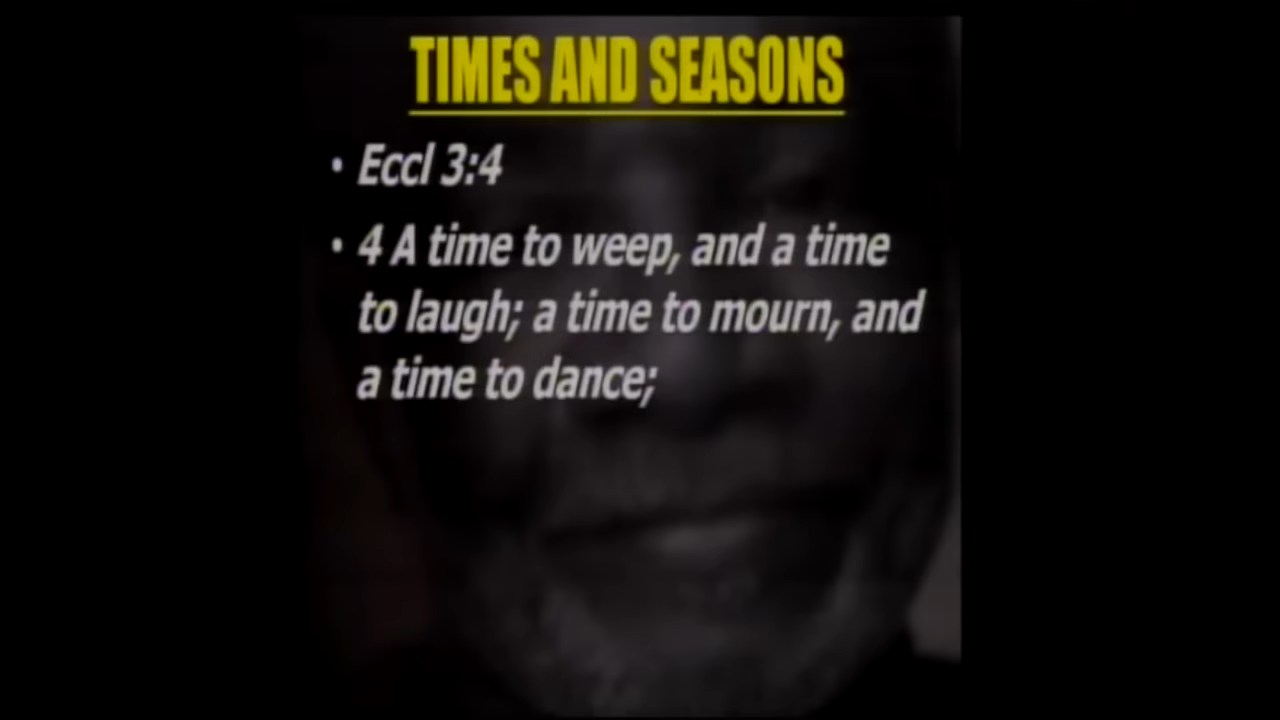 TIMES AND SEASONS
• Eccl 3:4
• 4 A time to weep, and a time
to laugh; a time to mourn, and
a time to dance;